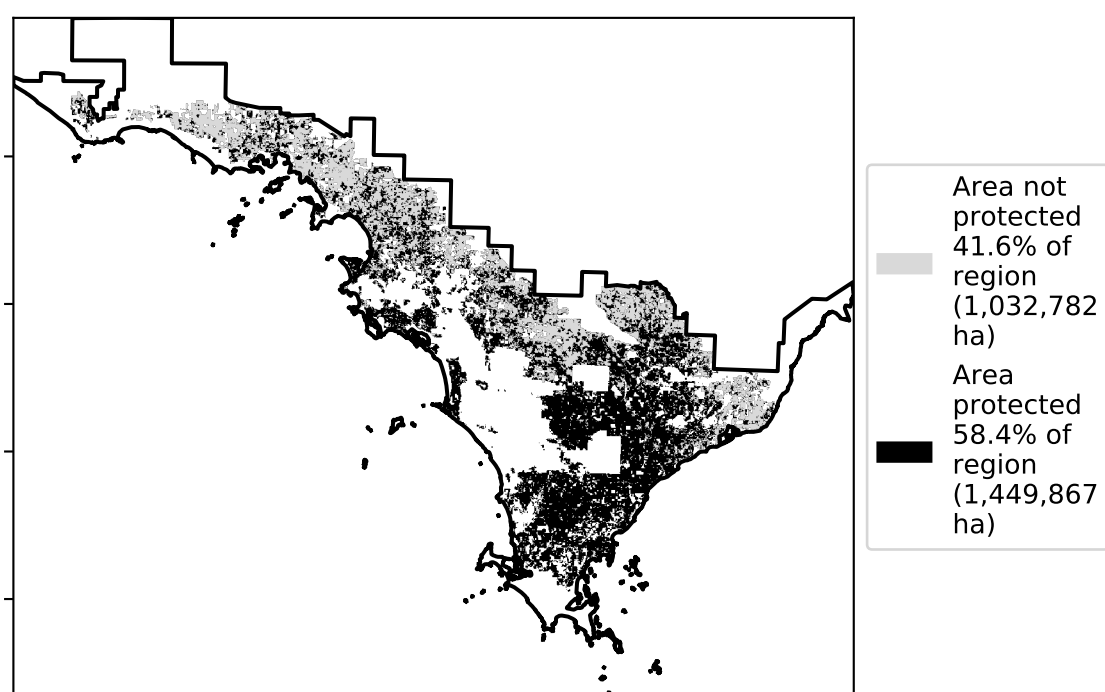 Area not
protected
41.6% of
region
(1,032,782
ha)
Area
protected
58.4% of
region
(1,449,867
ha)